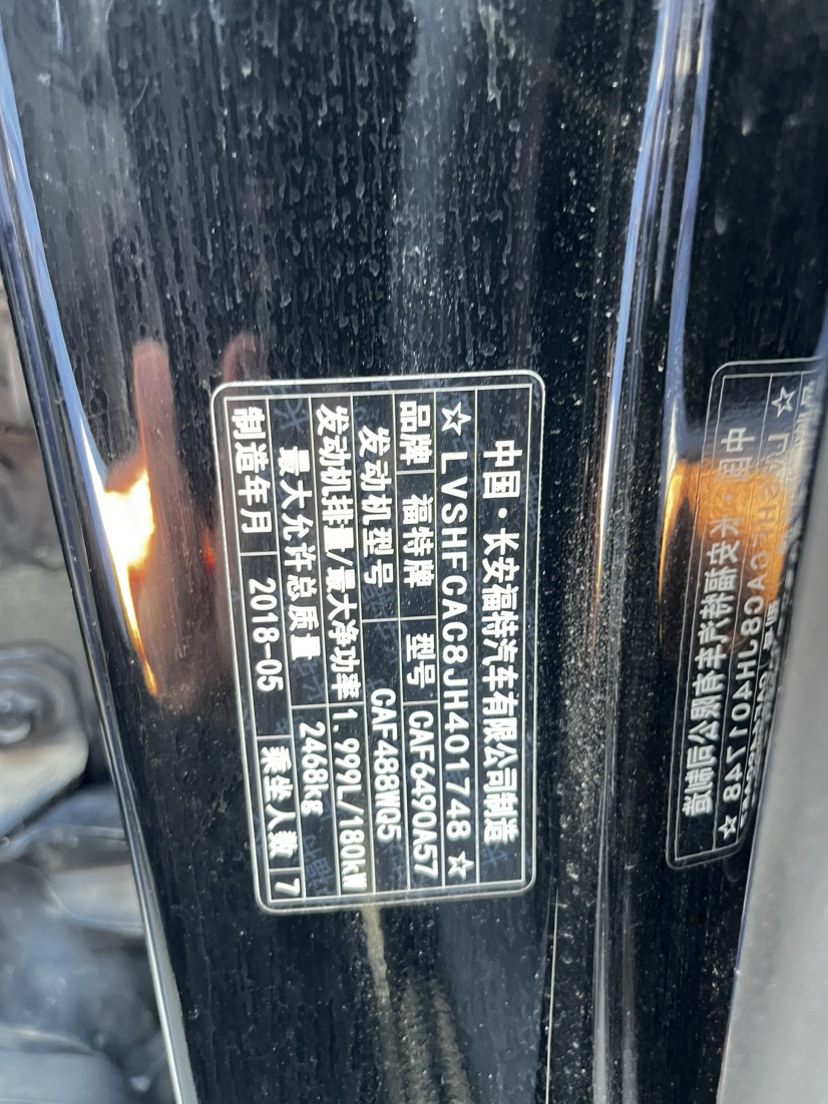 中国·长安福特汽车有限公司制造
☆LVSHFCAC8JH401748☆
品牌 福特牌 型号 CAF6490A57
发动机型号 CAF488WQ5
发动机排量/最大净功率 1.999L/180kW
最大允许总质量 2468kg
制造年月 2018-05 乘坐人数 7